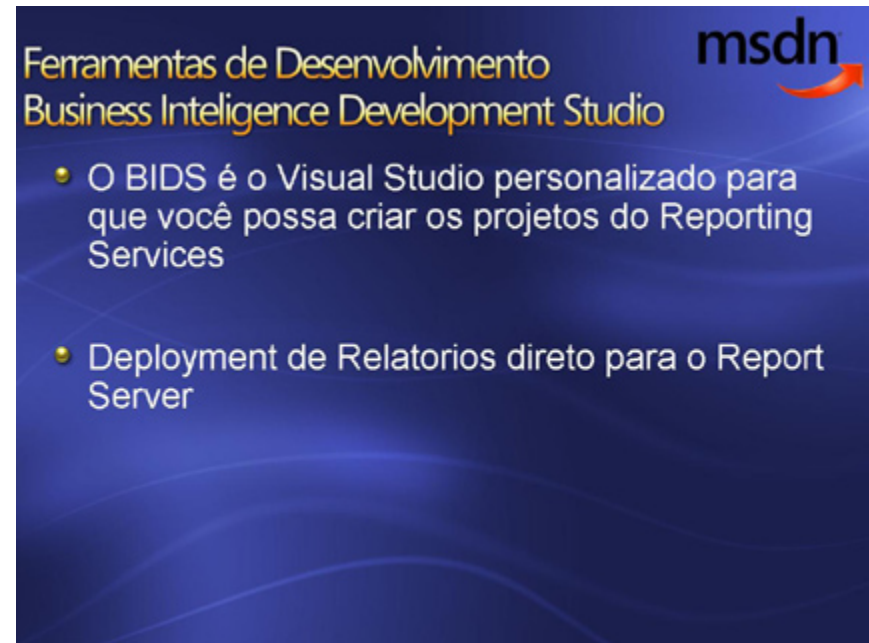 msdn
Ferramentas de Desenvolvimento
Business Inteligence Development Studio
O BIDS é o Visual Studio personalizado para
que você possa criar os projetos do Reporting
Services
Deployment de Relatorios direto para o Report
Server